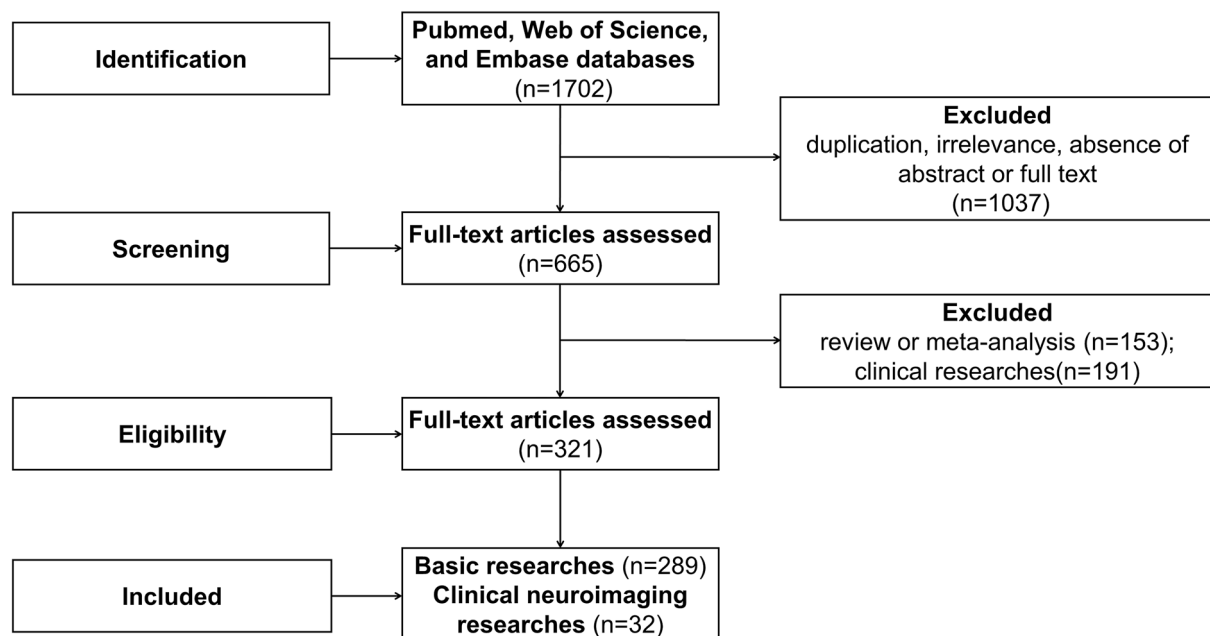 Identification
Pubmed, Web of Science,
and Embase databases
(n=1702)
Excluded
duplication, irrelevance, absence of
abstract or full text
(n=1037)
Screening
Full-text articles assessed
(n=665)
Excluded
review or meta-analysis (n=153);
clinical researches(n=191)
Eligibility
Full-text articles assessed
(n=321)
Included
Basic researches (n=289)
Clinical neuroimaging
researches (n=32)